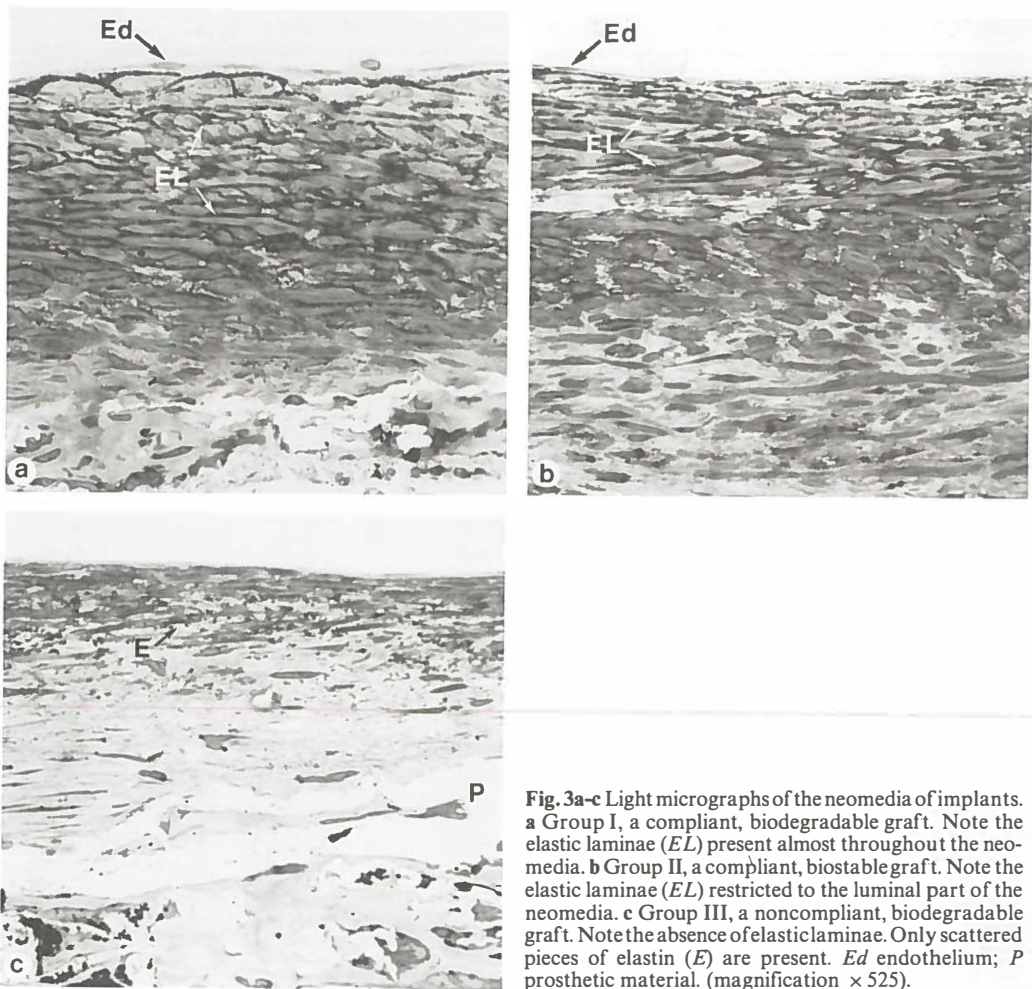 Ed
EL
a
Ed
EL
b
E
P
c
Fig. 3a-c Light micrographs of the neomedia of implants.
a Group I, a compliant, biodegradable graft. Note the
elastic laminae (EL) present almost throughout the neo-
media. b Group II, a compliant, biostable graft. Note the
elastic laminae (EL) restricted to the luminal part of the
neomedia. c Group III, a noncompliant, biodegradable
graft. Note the absence of elastic laminae. Only scattered
pieces of elastin (E) are present. Ed endothelium; P
prosthetic material. (magnification × 525).